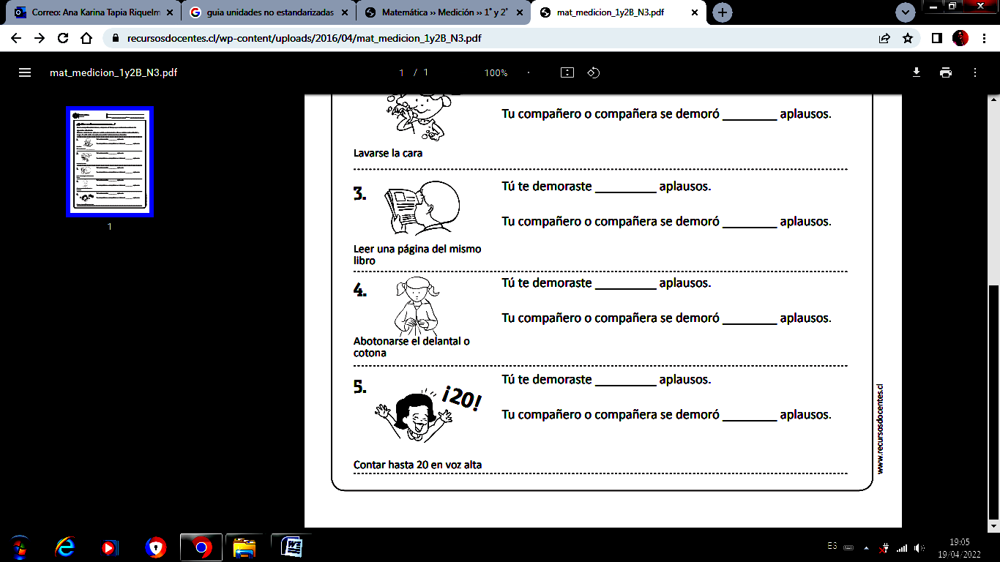 Correo: Ana Karina Tapia Riquelm
guia unidades no estandarizadas
Matemática ›› Medición ›› 1° y 2°
mat_medicion_1y2B_N3.pdf
recursosdocentes.cl/wp-content/uploads/2016/04/mat_medicion_1y2B_N3.pdf
mat_medicion_1y2B_N3.pdf
1 / 1
100%
1
Tu compañero o compañera se demoró ________ aplausos.
Lavarse la cara
3.
Tú te demoraste _________ aplausos.
Tu compañero o compañera se demoró ________ aplausos.
Leer una página del mismo
libro
4.
Tú te demoraste _________ aplausos.
Tu compañero o compañera se demoró ________ aplausos.
Abotonarse el delantal o
cotona
5.
¡20!
Tú te demoraste _________ aplausos.
Tu compañero o compañera se demoró ________ aplausos.
Contar hasta 20 en voz alta
www.recursosdocentes.cl
ES
19:05
19/04/2022